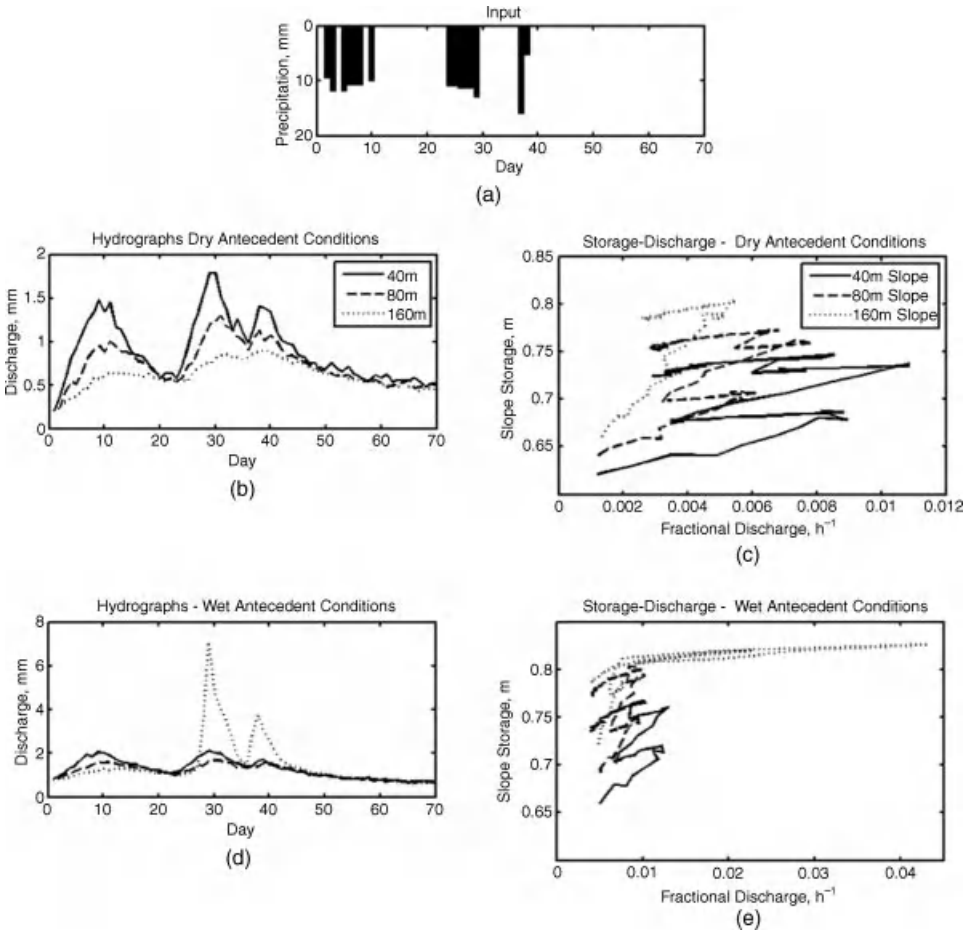 Input
Precipitation, mm
0
10
20
0 10 20 30 40 50 60 70
Day
(a)
Hydrographs Dry Antecedent Conditions
Discharge, mm
2
1.5
1
0.5
0
40m
80m
160m
0 10 20 30 40 50 60 70
Day
(b)
Storage-Discharge - Dry Antecedent Conditions
Slope Storage, m
0.85
0.8
0.75
0.7
0.65
40m Slope
80m Slope
160m Slope
0 0.002 0.004 0.006 0.008 0.01 0.012
Fractional Discharge, h⁻¹
(c)
Hydrographs - Wet Antecedent Conditions
Discharge, mm
8
6
4
2
0
0 10 20 30 40 50 60 70
Day
(d)
Storage-Discharge - Wet Antecedent Conditions
Slope Storage, m
0.8
0.75
0.7
0.65
0 0.01 0.02 0.03 0.04
Fractional Discharge, h⁻¹
(e)